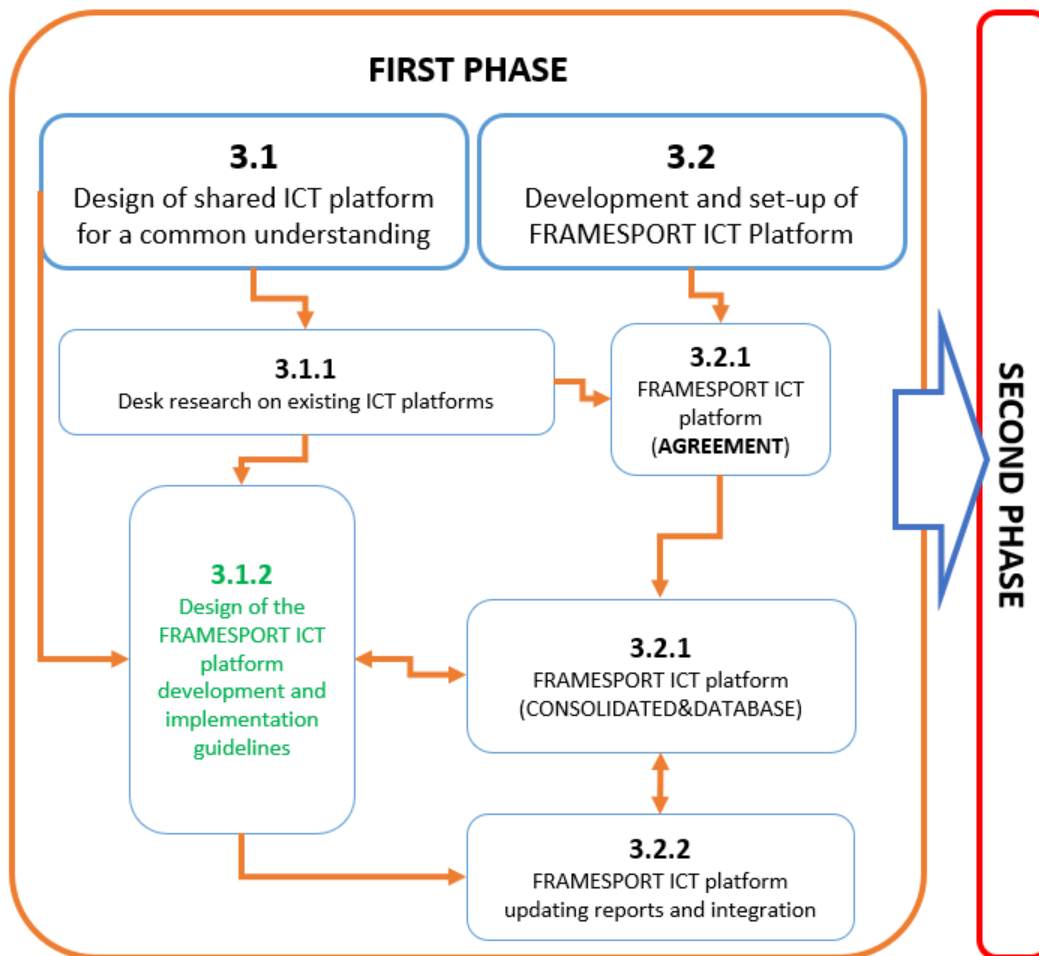 FIRST PHASE
3.1
Design of shared ICT platform
for a common understanding
3.2
Development and set-up of
FRAMESPORT ICT Platform
3.1.1
Desk research on existing ICT platforms
3.2.1
FRAMESPORT ICT
platform
(AGREEMENT)
3.1.2
Design of the
FRAMESPORT ICT
platform
development and
implementation
guidelines
3.2.1
FRAMESPORT ICT platform
(CONSOLIDATED&DATABASE)
3.2.2
FRAMESPORT ICT platform
updating reports and integration
SECOND PHASE